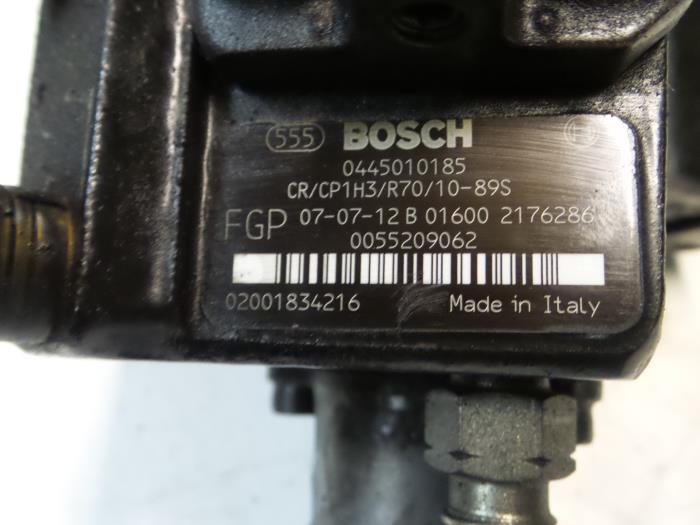 555 BOSCH
0445010185
CR/CP1H3/R70/10-89S
FGP 07-07-12 B 01600 2176286
0055209062
02001834216 Made in Italy